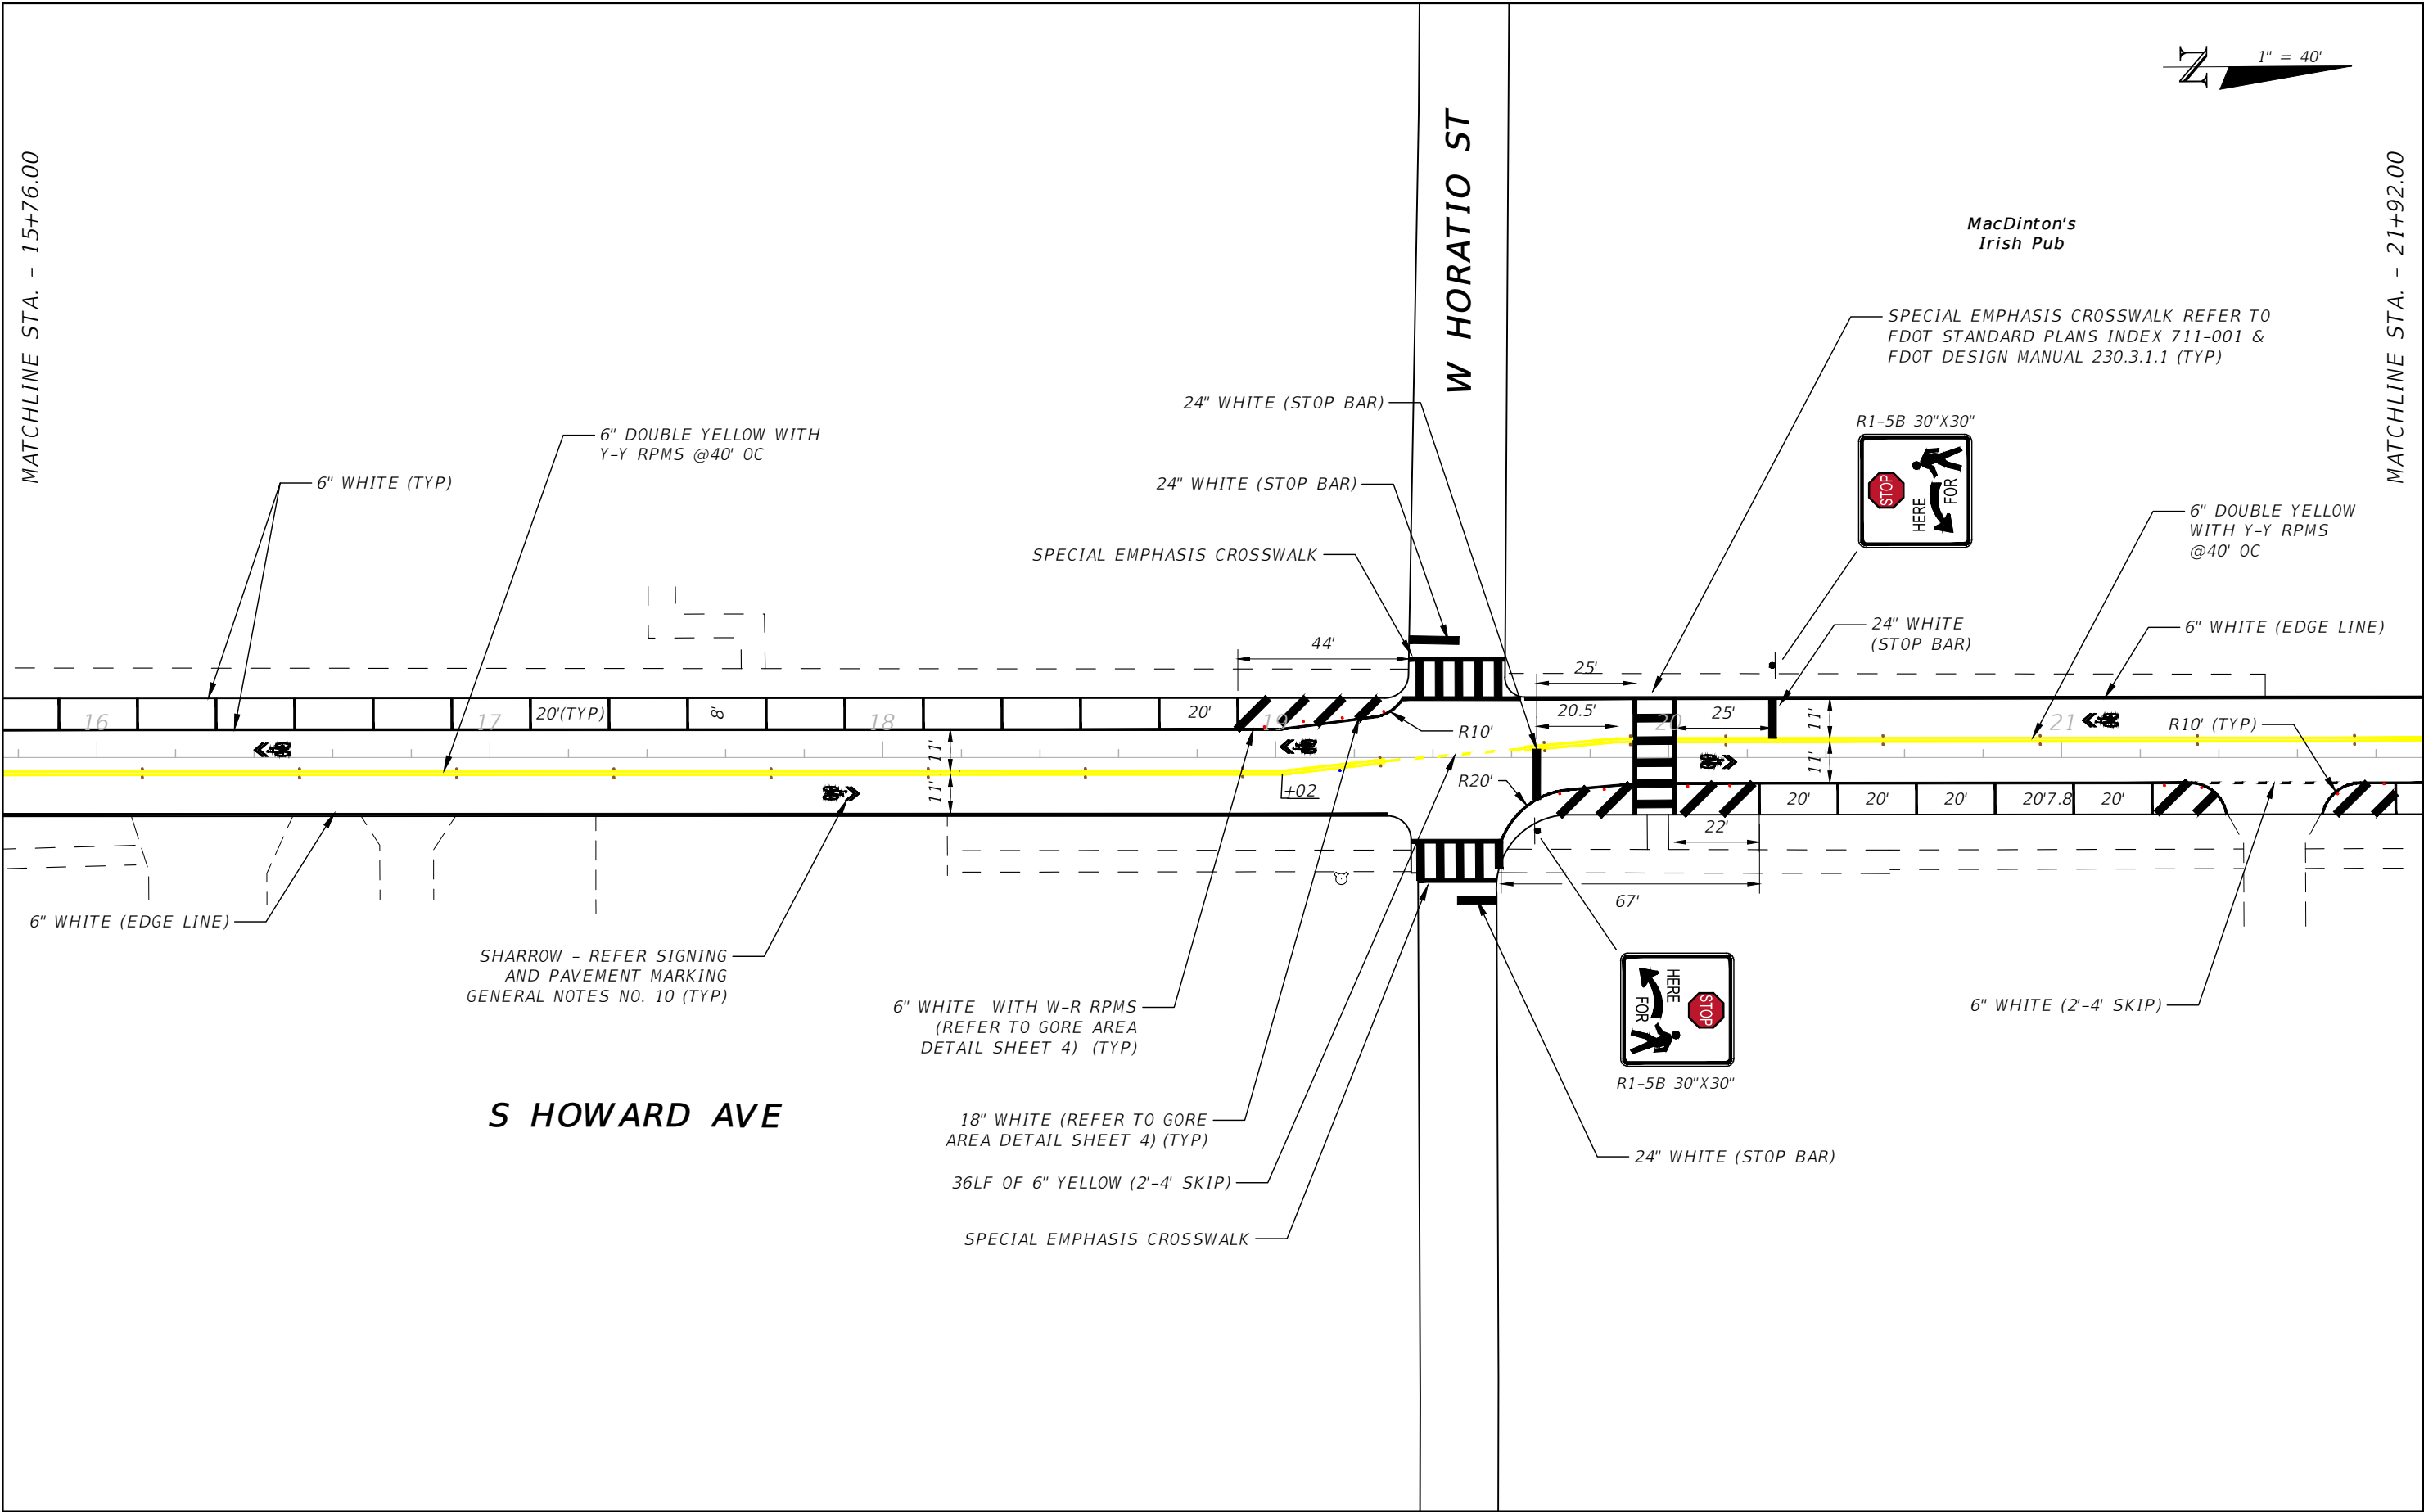 N
1" = 40'
MATCHLINE STA. - 15+76.00
MATCHLINE STA. - 21+92.00
W HORATIO ST
MacDinton's
Irish Pub
SPECIAL EMPHASIS CROSSWALK REFER TO
FDOT STANDARD PLANS INDEX 711-001 &
FDOT DESIGN MANUAL 230.3.1.1 (TYP)
24" WHITE (STOP BAR)
R1-5B 30"X30"
STOP
HERE
FOR
6" DOUBLE YELLOW WITH
Y-Y RPMS @40' OC
6" WHITE (TYP)
24" WHITE (STOP BAR)
6" DOUBLE YELLOW
WITH Y-Y RPMS
@40' OC
SPECIAL EMPHASIS CROSSWALK
24" WHITE
(STOP BAR)
6" WHITE (EDGE LINE)
44'
25'
16
17
20'(TYP)
8'
18
20'
19
20.5'
20
25'
11'
21
R10' (TYP)
R10'
11'
11'
11'
R20'
+02
20'
20'
20'
20'7.8
20'
22'
67'
6" WHITE (EDGE LINE)
SHARROW - REFER SIGNING
AND PAVEMENT MARKING
GENERAL NOTES NO. 10 (TYP)
6" WHITE WITH W-R RPMS
(REFER TO GORE AREA
DETAIL SHEET 4) (TYP)
HERE
STOP
FOR
R1-5B 30"X30"
6" WHITE (2'-4' SKIP)
S HOWARD AVE
18" WHITE (REFER TO GORE
AREA DETAIL SHEET 4) (TYP)
24" WHITE (STOP BAR)
36LF OF 6" YELLOW (2'-4' SKIP)
SPECIAL EMPHASIS CROSSWALK